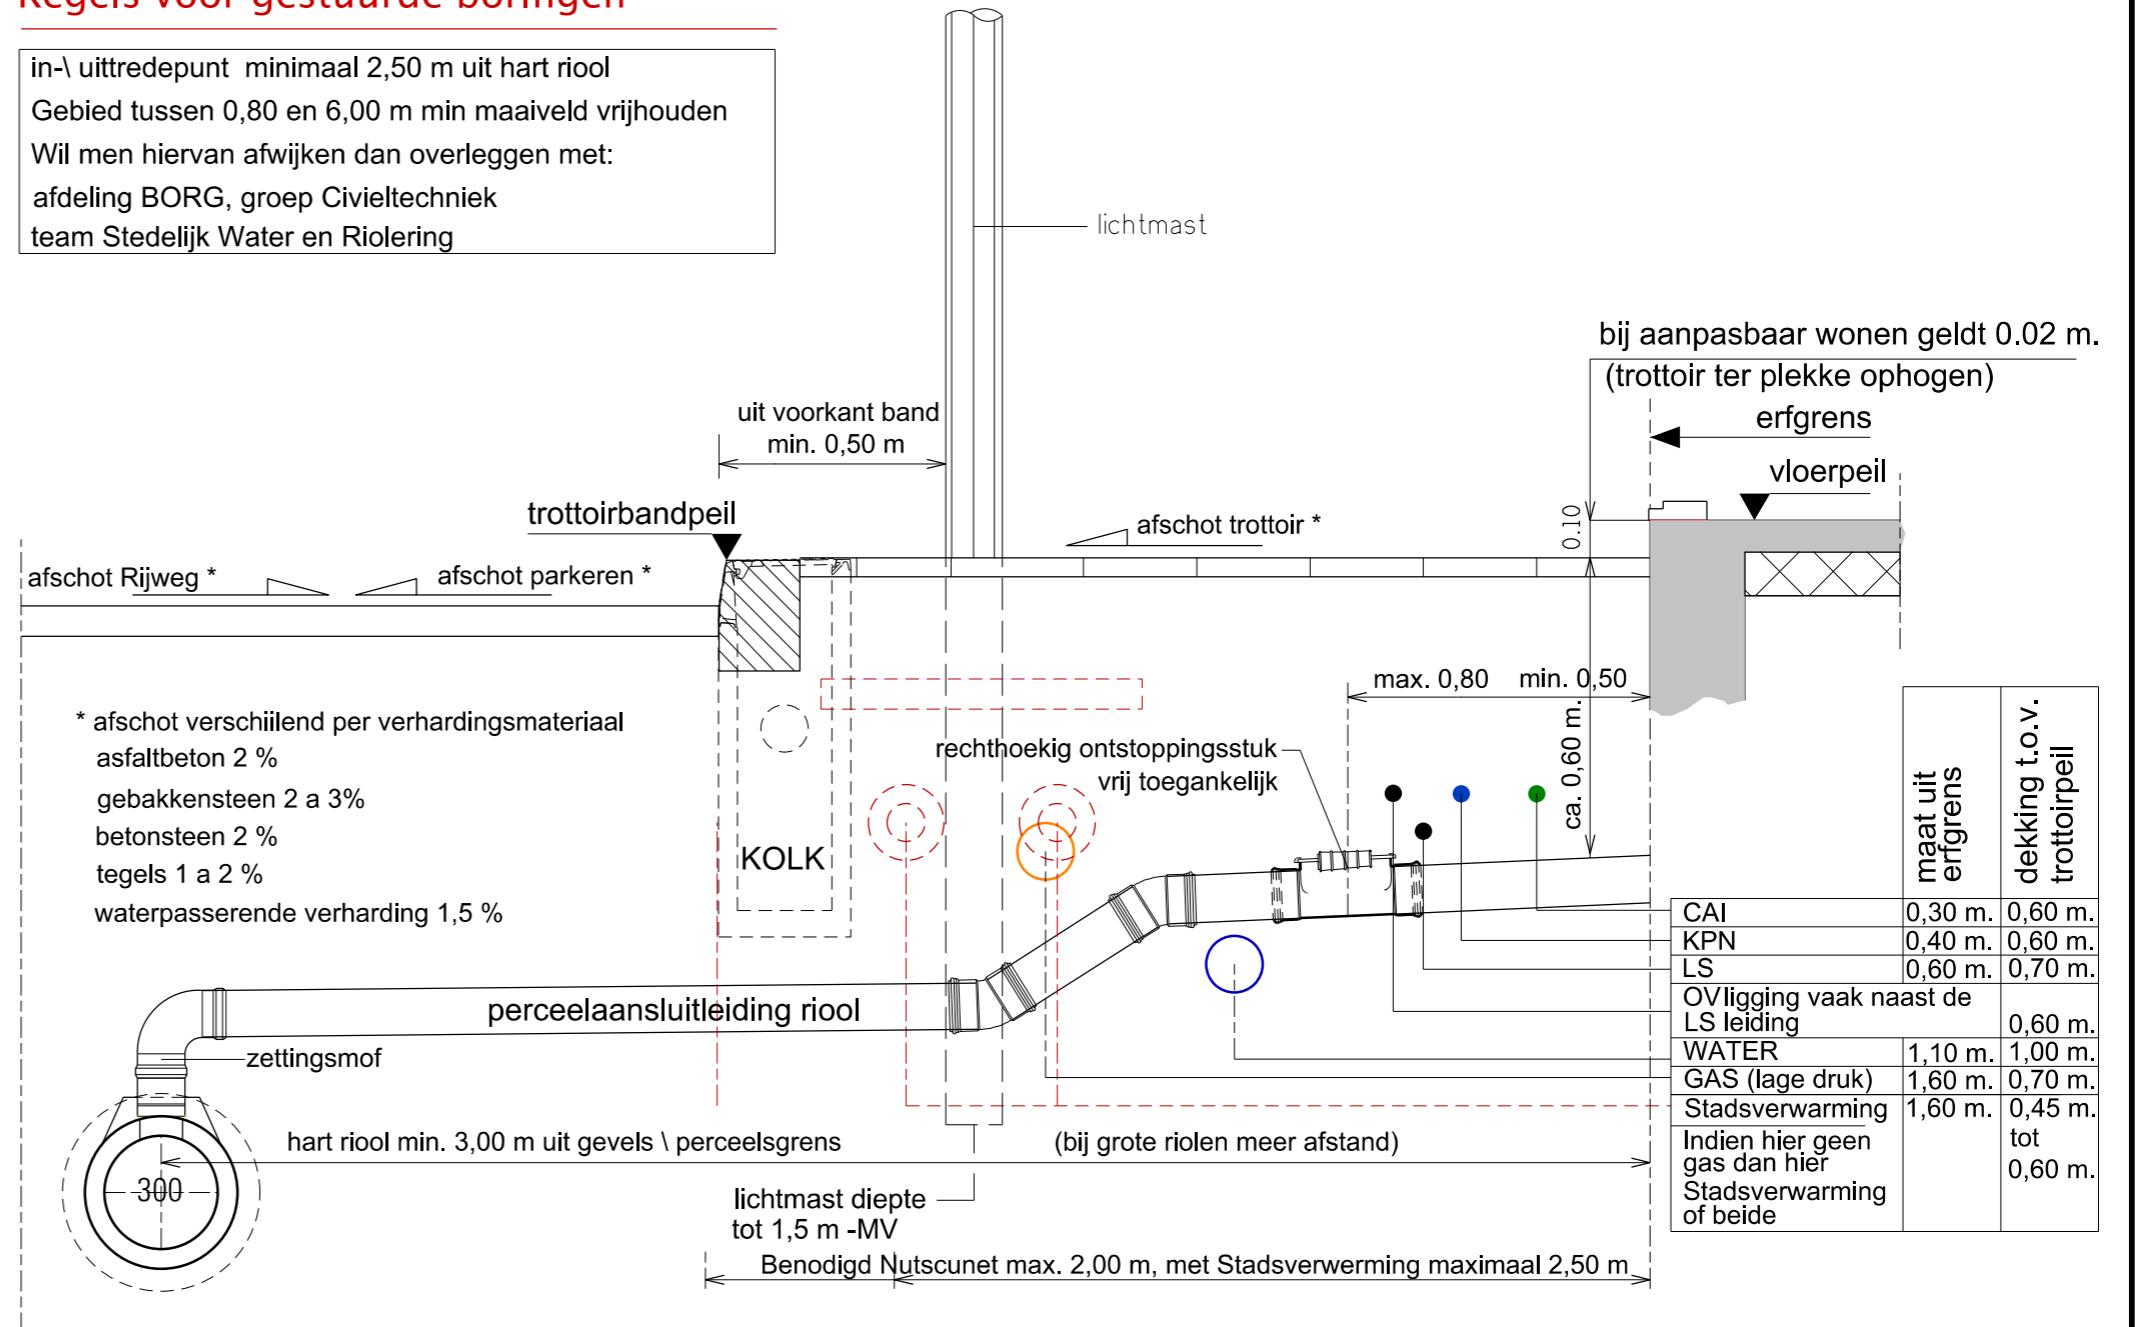 Regels voor gestuurde boringen
in-\ uittredepunt minimaal 2,50 m uit hart riool
Gebied tussen 0,80 en 6,00 m min maaiveld vrijhouden
Wil men hiervan afwijken dan overleggen met:
afdeling BORG, groep Civieltechniek
team Stedelijk Water en Riolering
lichtmast
bij aanpasbaar wonen geldt 0.02 m.
(trottoir ter plekke ophogen)
erfgrens
vloerpeil
uit voorkant band
min. 0,50 m
trottoirbandpeil
afschot trottoir *
0.10
afschot Rijweg *
afschot parkeren *
max. 0,80 min. 0,50
ca. 0,60 m.
* afschot verschillend per verhardingsmateriaal
asfaltbeton 2 %
gebakkensteen 2 a 3%
betonsteen 2 %
tegels 1 a 2 %
waterpasserende verharding 1,5 %
rechthoekig ontstoppingsstuk
vrij toegankelijk
KOLK
perceelaansluitleiding riool
zettingsmof
300
hart riool min. 3,00 m uit gevels \ perceelsgrens (bij grote riolen meer afstand)
lichtmast diepte
tot 1,5 m -MV
Benodigd Nutscunet max. 2,00 m, met Stadsverwerming maximaal 2,50 m
maat uit
erfgrens
dekking t.o.v.
trottoirpeil
CAI 0,30 m. 0,60 m.
KPN 0,40 m. 0,60 m.
LS 0,60 m. 0,70 m.
OVligging vaak naast de
LS leiding 0,60 m.
WATER 1,10 m. 1,00 m.
GAS (lage druk) 1,60 m. 0,70 m.
Stadsverwarming 1,60 m. 0,45 m.
tot
0,60 m.
Indien hier geen
gas dan hier
Stadsverwarming
of beide